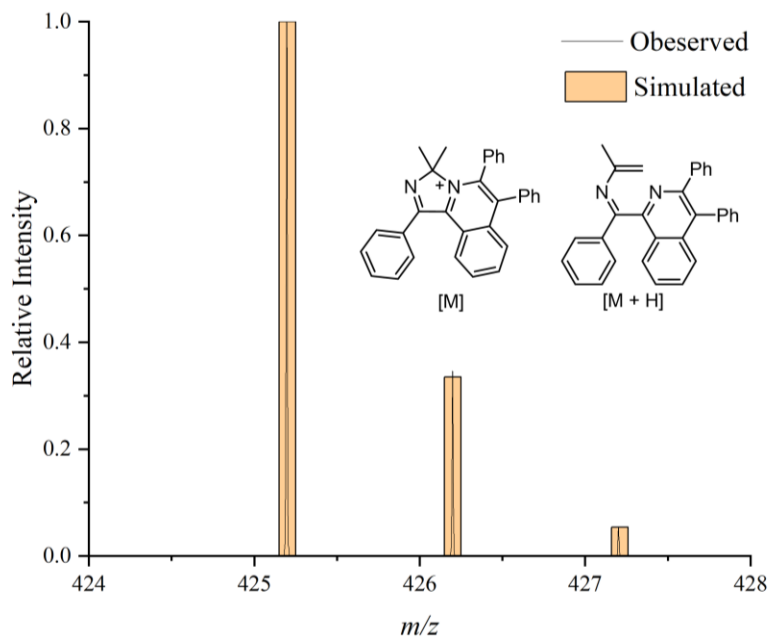 Obeserved
Simulated
Relative Intensity
1.0
0.8
0.6
0.4
0.2
0.0
N
+
N
Ph
Ph
[M]
N
N
Ph
Ph
[M + H]
424
425
426
427
428
m/z